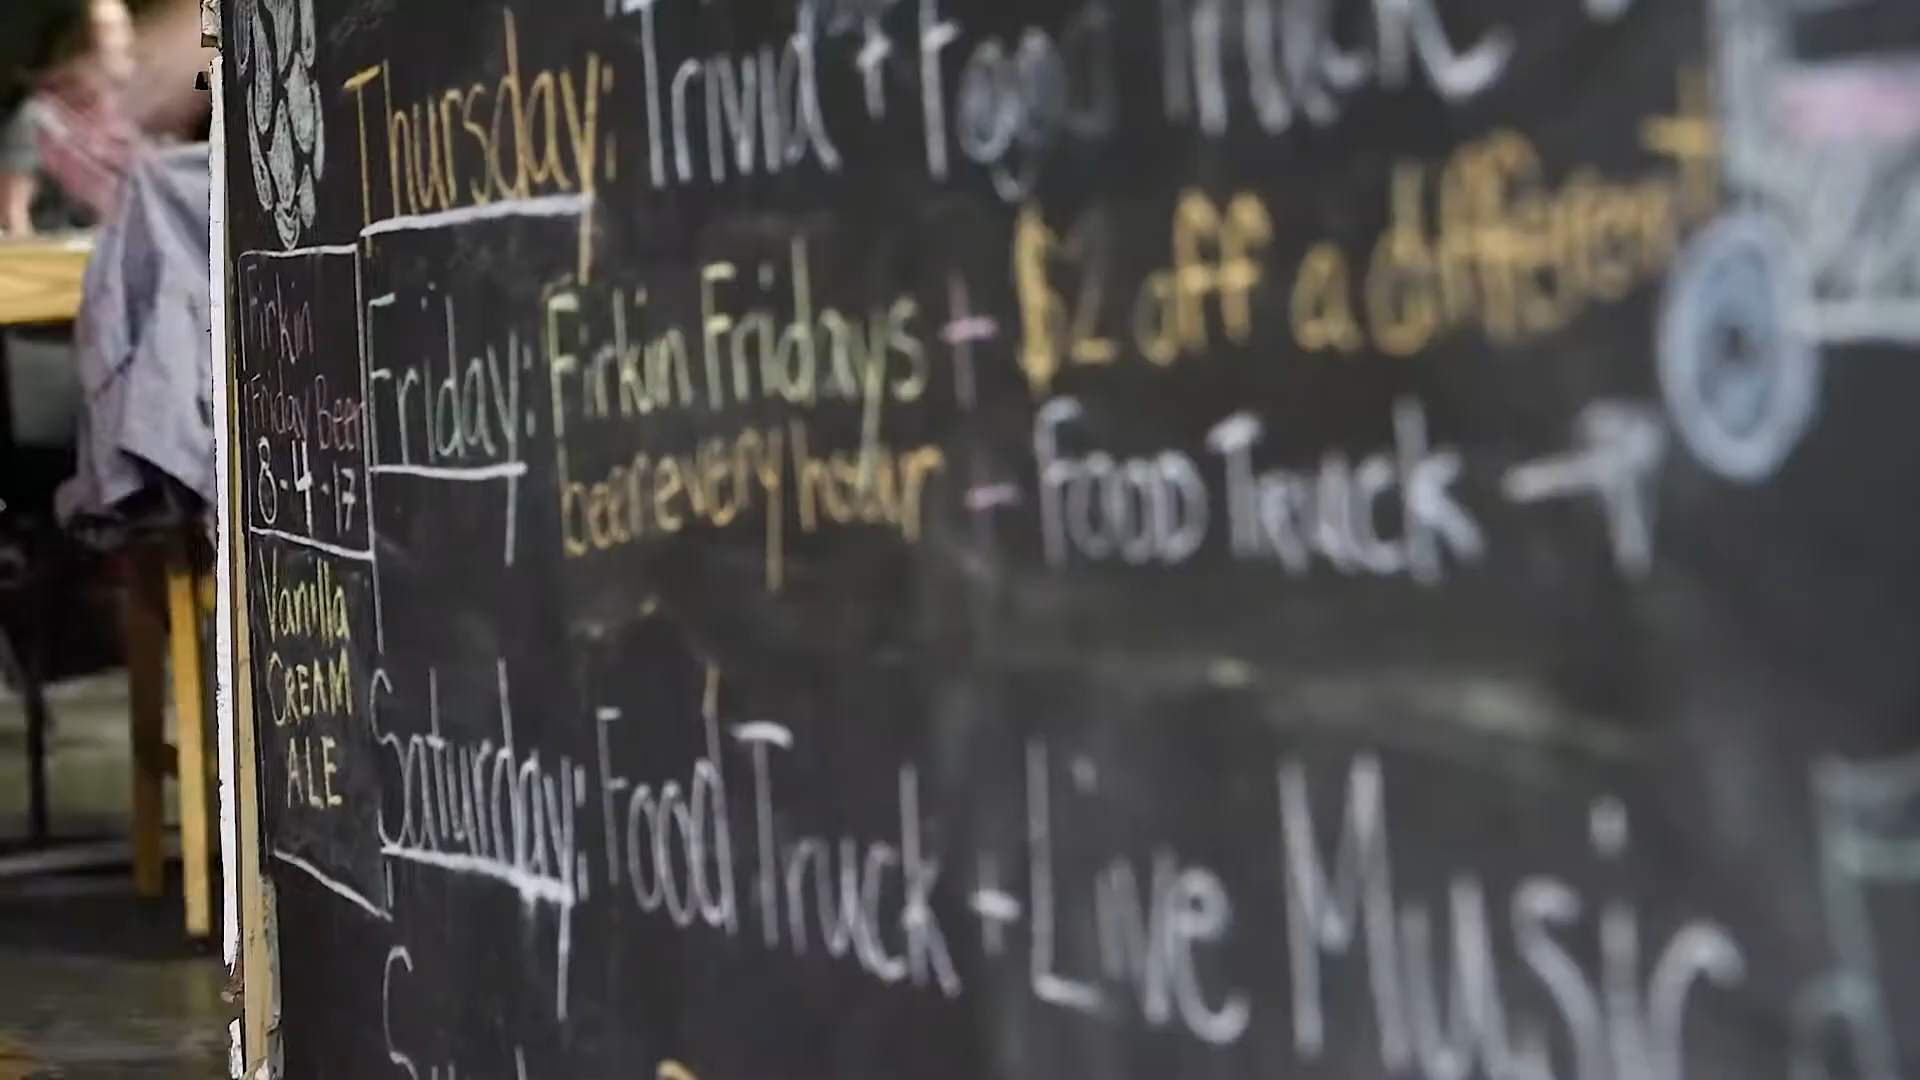 Thursday: Trivia + Food Truck
Friday: Firkin Fridays + $2 off a different
beer every hour + FOOD Truck
Saturday: Food Truck + Live Music
Firkin
Friday Beer
8-4-17
Vanilla
CREAM
ALE